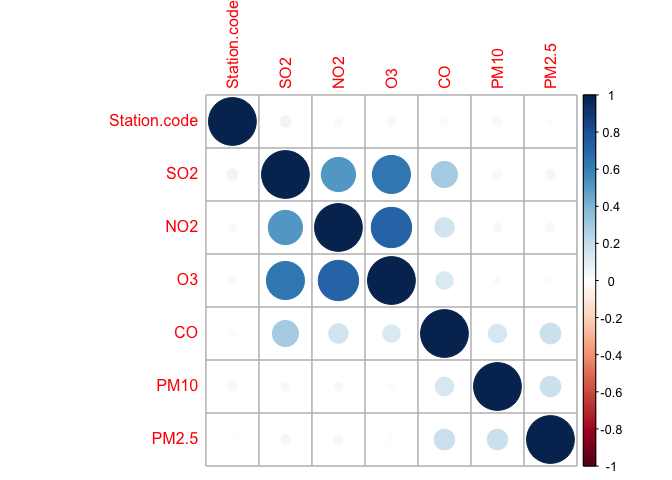 Station.code
SO2
NO2
O3
CO
PM10
PM2.5
Station.code
SO2
NO2
O3
CO
PM10
PM2.5
1
0.8
0.6
0.4
0.2
0
-0.2
-0.4
-0.6
-0.8
-1